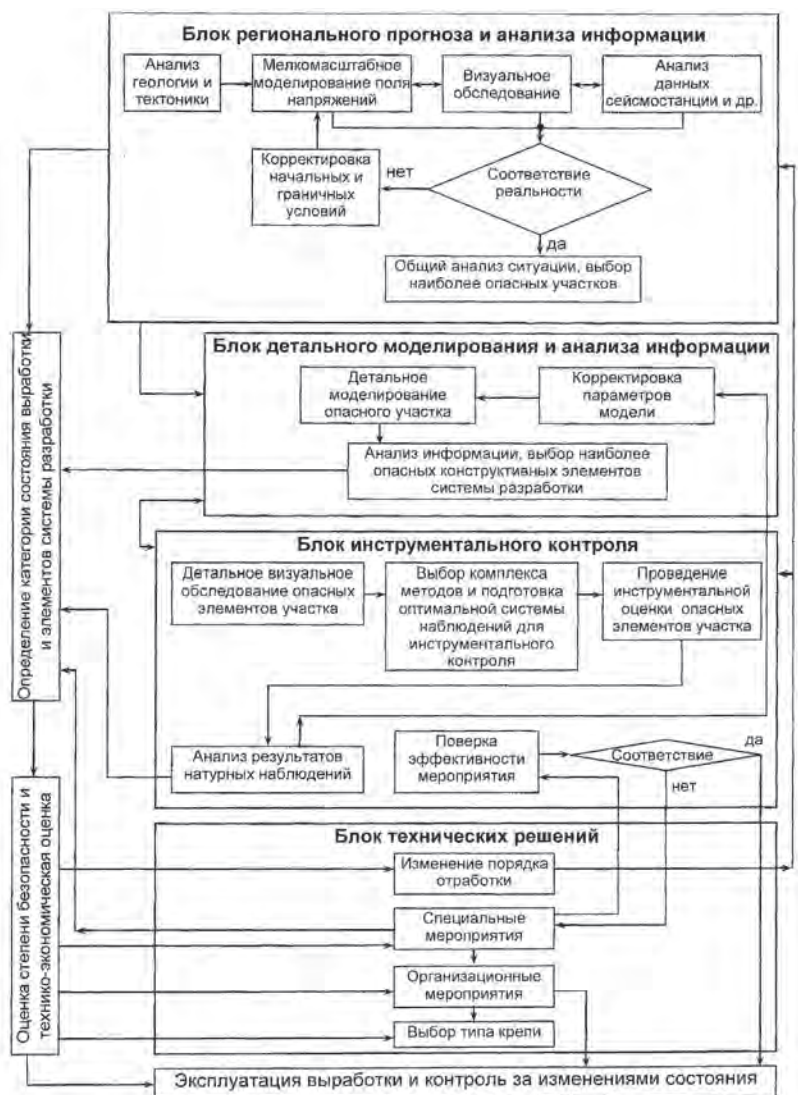 Блок регионального прогноза и анализа информации
Анализ
геологии и
тектоники
Мелкомасштабное
моделирование поля
напряжений
Визуальное
обследование
Анализ
данных
сейсмостанции и др.
Корректировка
начальных и
граничных
условий
нет
Соответствие
реальности
да
Общий анализ ситуации, выбор
наиболее опасных участков
Определение категории состояния выработки
и элементов системы разработки
Блок детального моделирования и анализа информации
Детальное
моделирование
опасного участка
Корректировка
параметров
модели
Анализ информации, выбор наиболее
опасных конструктивных элементов
системы разработки
Блок инструментального контроля
Детальное визуальное
обследование опасных
элементов участка
Выбор комплекса
методов и подготовка
оптимальной системы
наблюдений для
инструментального
контроля
Проведение
инструментальной
оценки опасных
элементов участка
Анализ результатов
натурных наблюдений
Поверка
эффективности
мероприятия
Соответствие
да
нет
Оценка степени безопасности и
технико-экономическая оценка
Блок технических решений
Изменение порядка
отработки
Специальные
мероприятия
Организационные
мероприятия
Выбор типа крепи
Эксплуатация выработки и контроль за изменениями состояния